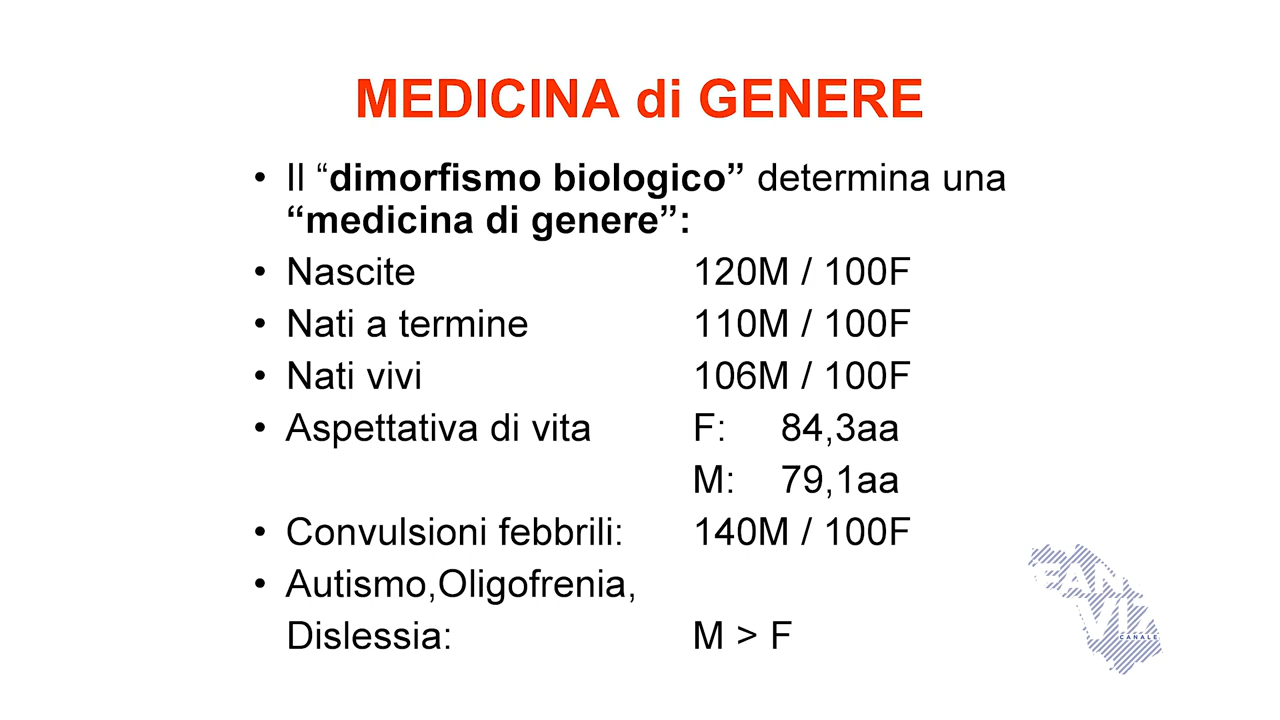 MEDICINA di GENERE
• Il “dimorfismo biologico” determina una
“medicina di genere”:
• Nascite 120M / 100F
• Nati a termine 110M / 100F
• Nati vivi 106M / 100F
• Aspettativa di vita F: 84,3aa
M: 79,1aa
• Convulsioni febbrili: 140M / 100F
• Autismo,Oligofrenia,
Dislessia: M > F
CANALE